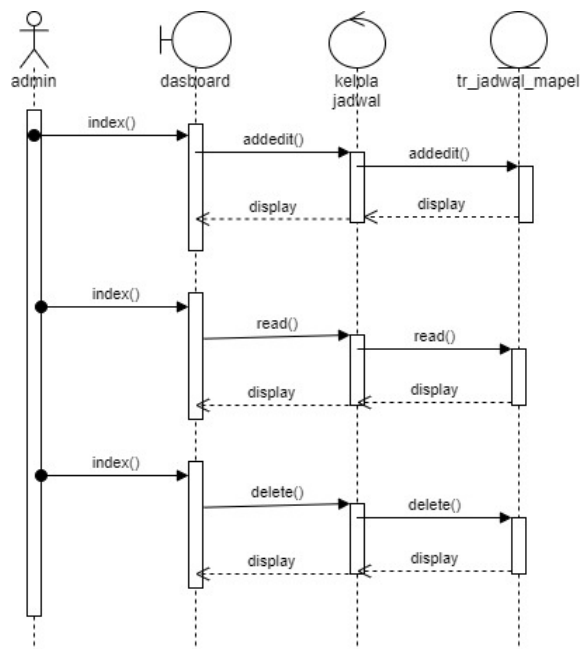 admin
dasboard
kelola
jadwal
tr_jadwal_mapel
index()
addedit()
addedit()
display
display
index()
read()
read()
display
display
index()
delete()
delete()
display
display